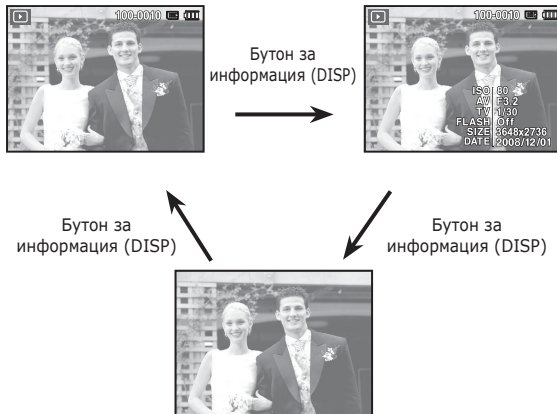 100-0010
Бутон за
информация (DISP)
100-0010
ISO 80
AV F3.2
TV 1/30
FLASH Off
SIZE 3648x2736
DATE 2008/12/01
Бутон за
информация (DISP)
Бутон за
информация (DISP)